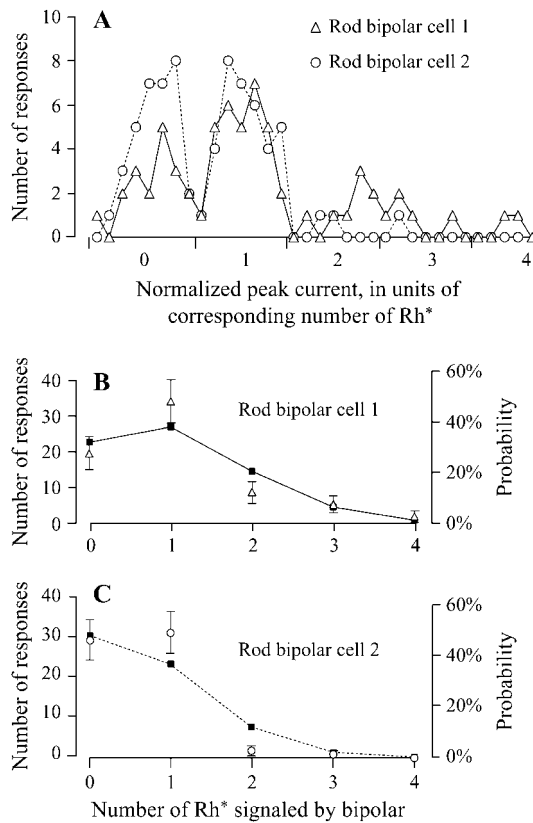 A
Rod bipolar cell 1
Rod bipolar cell 2
Number of responses
10
8
6
4
2
0
0 1 2 3 4
Normalized peak current, in units of
corresponding number of Rh*
B
Rod bipolar cell 1
Number of responses
40
30
20
10
0
Probability
60%
40%
20%
0%
0 1 2 3 4
C
Rod bipolar cell 2
Number of responses
40
30
20
10
0
Probability
60%
40%
20%
0%
0 1 2 3 4
Number of Rh* signaled by bipolar